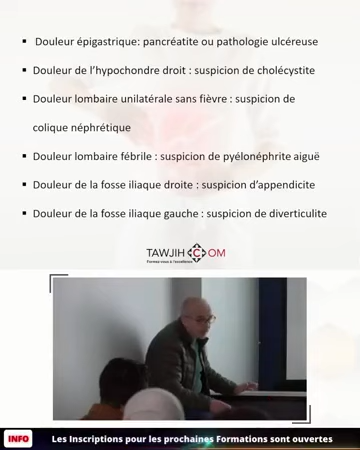 ▪ Douleur épigastrique: pancréatite ou pathologie ulcéreuse
▪ Douleur de l’hypochondre droit : suspicion de cholécystite
▪ Douleur lombaire unilatérale sans fièvre : suspicion de
colique néphrétique
▪ Douleur lombaire fébrile : suspicion de pyélonéphrite aiguë
▪ Douleur de la fosse iliaque droite : suspicion d’appendicite
▪ Douleur de la fosse iliaque gauche : suspicion de diverticulite
TAWJIH C OM
Formez-vous à l'excellence
INFO Les Inscriptions pour les prochaines Formations sont ouvertes